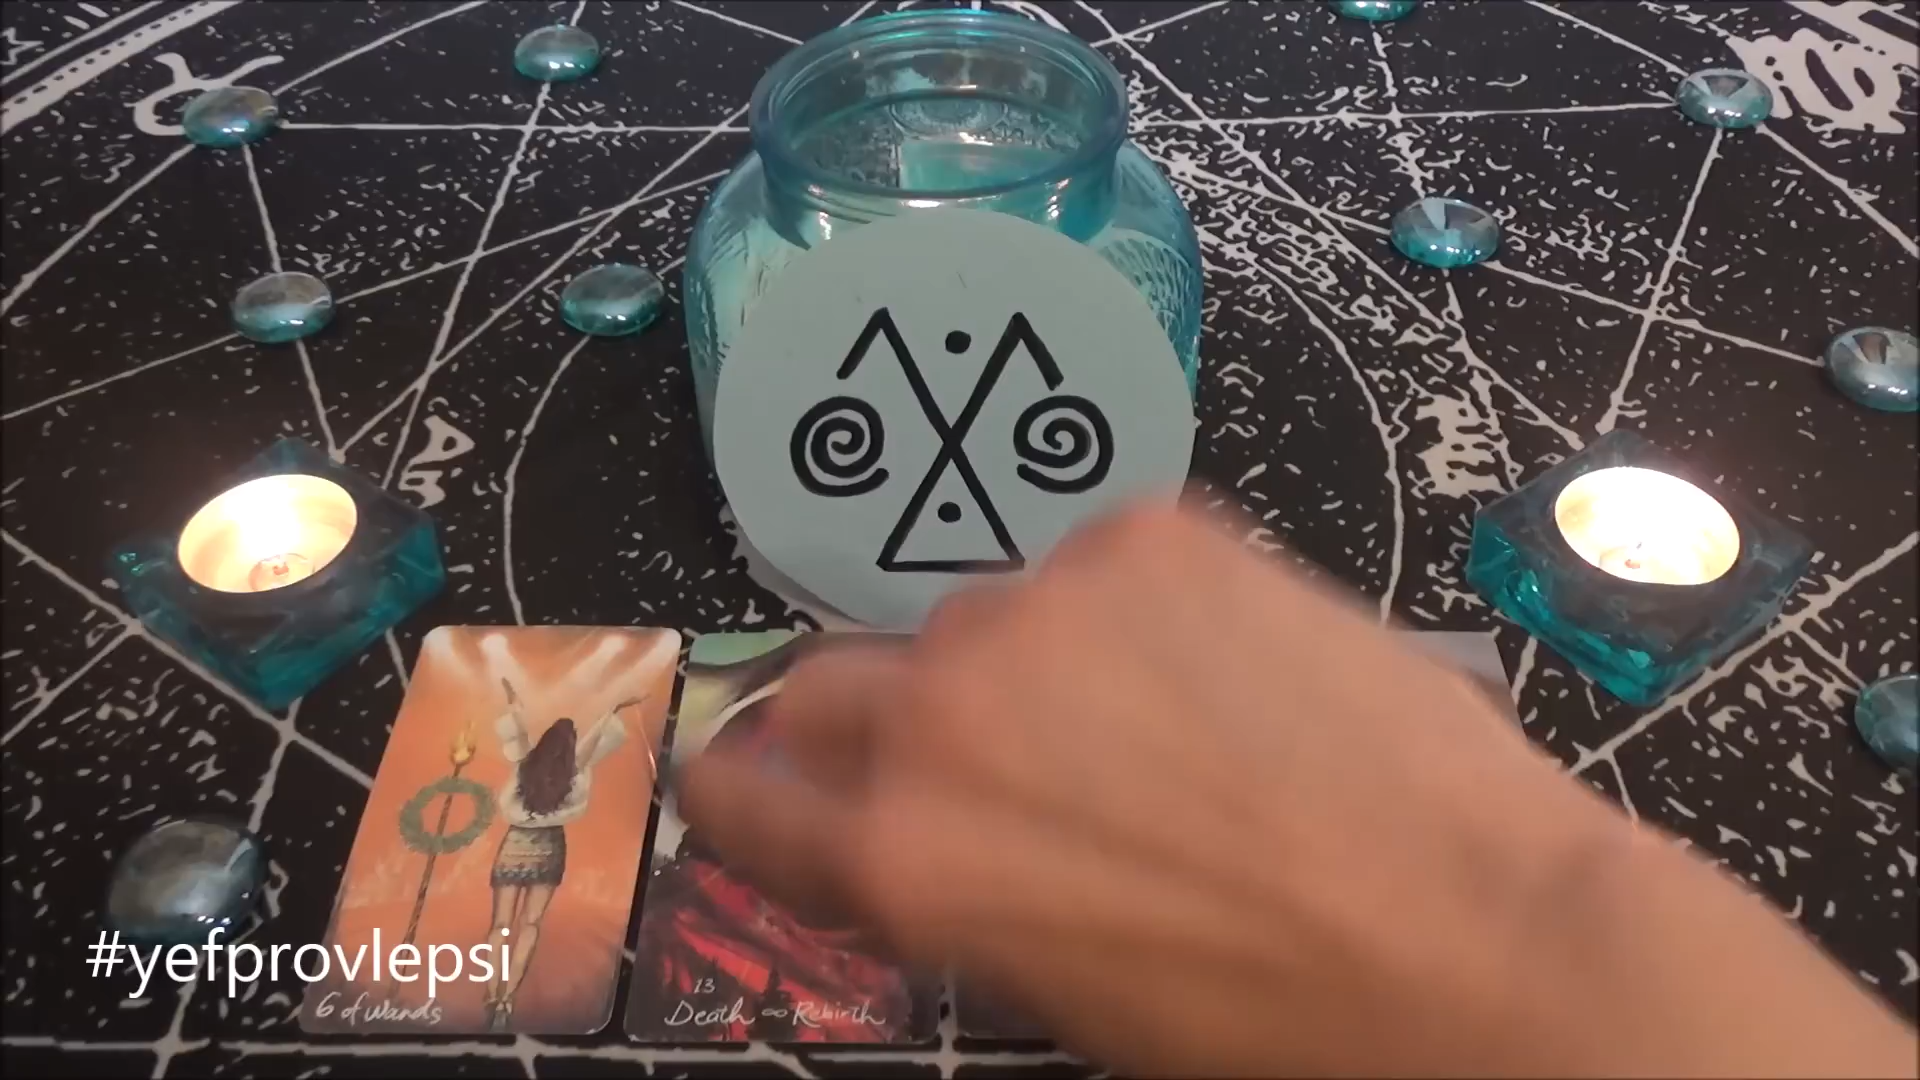 #yefprovlepsi
6 of Wands
13
Death ∞ Rebirth